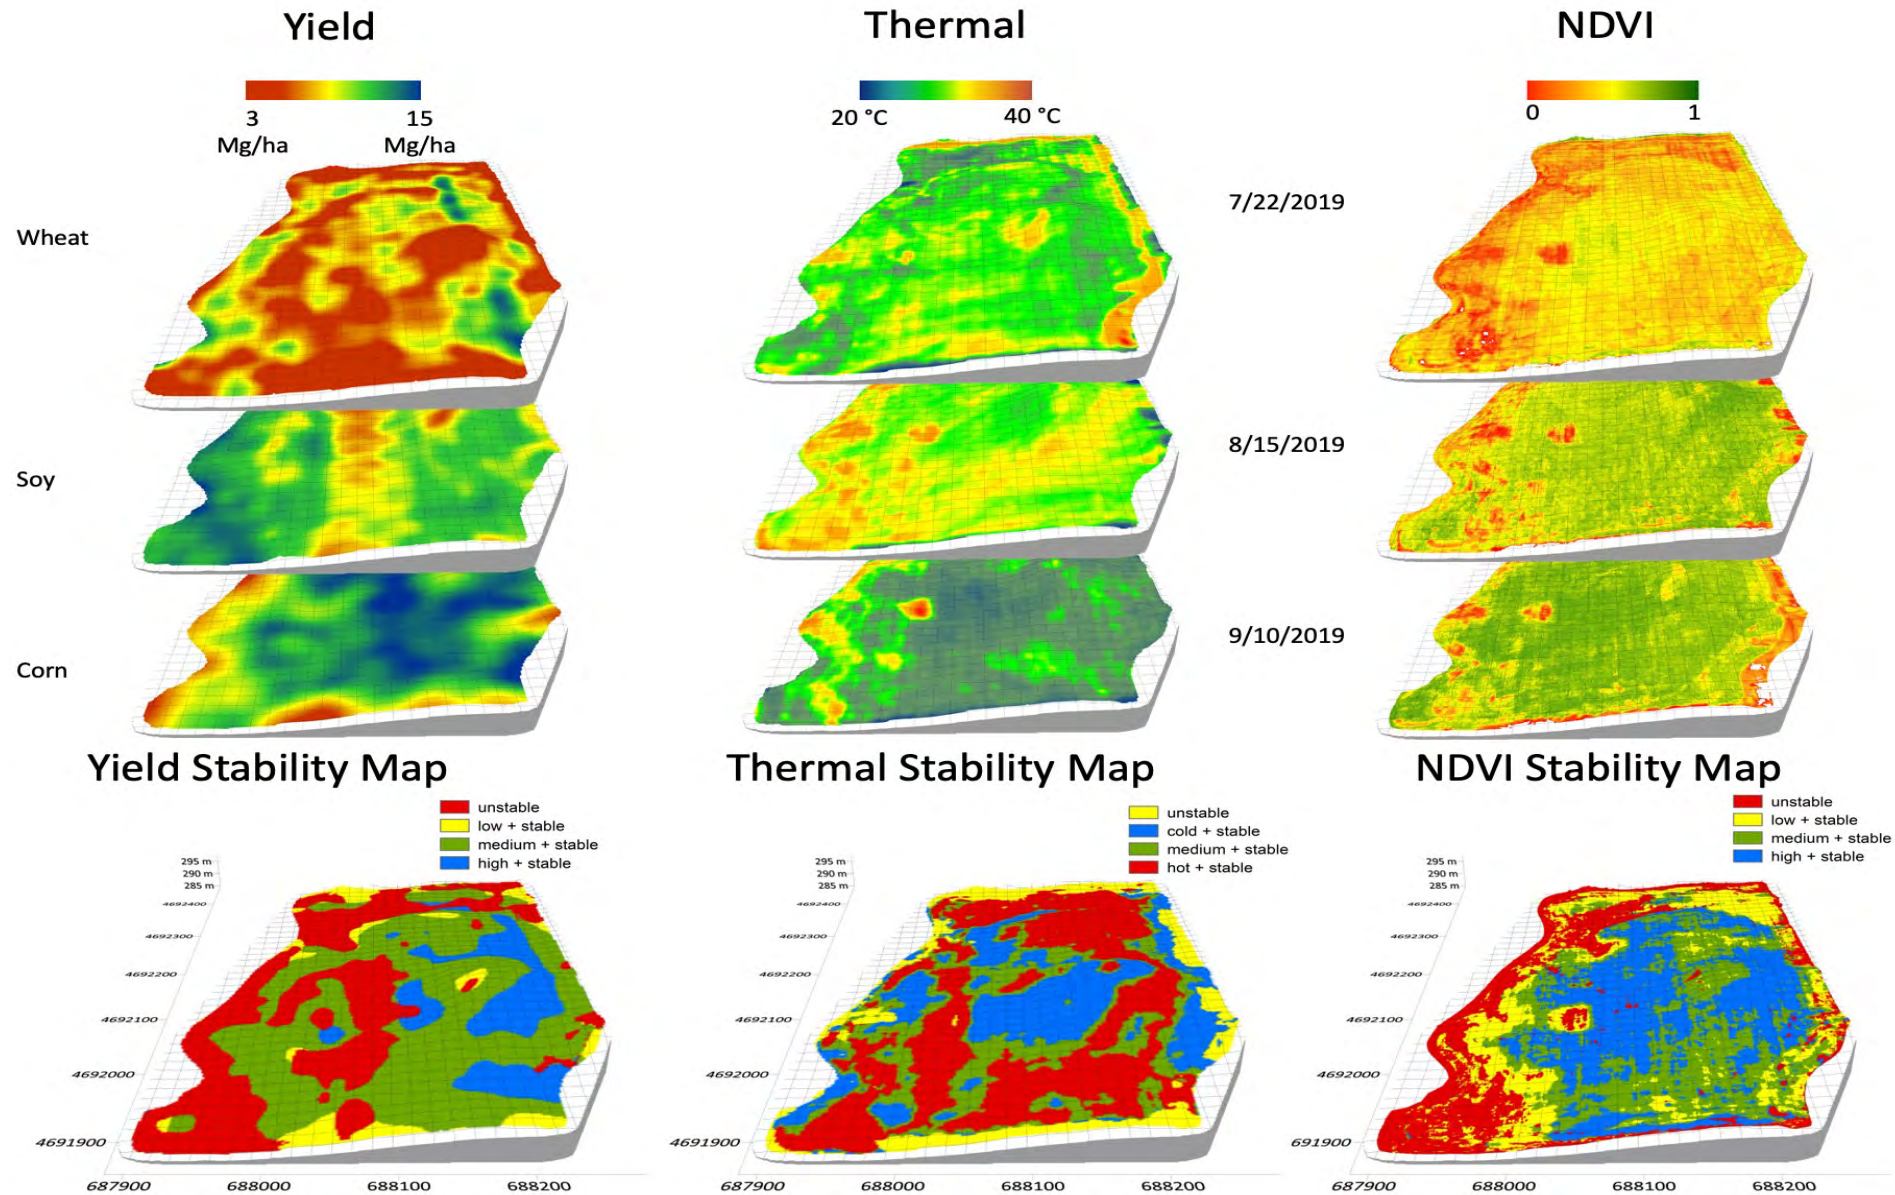 Yield
Thermal
NDVI
3
Mg/ha
15
Mg/ha
20 °C
40 °C
0
1
Wheat
7/22/2019
Soy
8/15/2019
Corn
9/10/2019
Yield Stability Map
unstable
low + stable
medium + stable
high + stable
295 m
290 m
285 m
4692400
4692300
4692200
4692100
4692000
4691900
687900
688000
688100
688200
Thermal Stability Map
unstable
cold + stable
medium + stable
hot + stable
295 m
290 m
285 m
4692400
4692300
4692200
4692100
4692000
4691900
687900
688000
688100
688200
NDVI Stability Map
unstable
low + stable
medium + stable
high + stable
295 m
290 m
285 m
4692400
4692300
4692200
4692100
4692000
691900
687900
688000
688100
688200